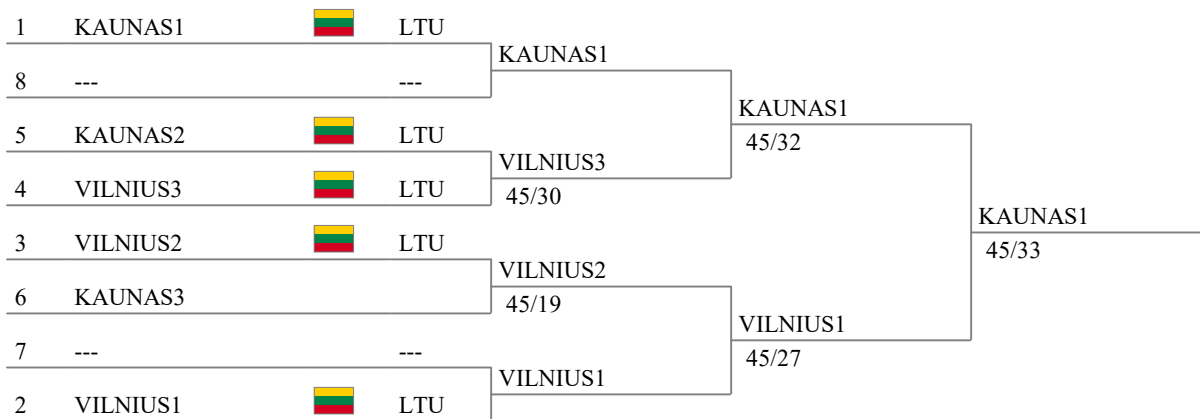 1 KAUNAS1 LTU
KAUNAS1
8 --- ---
KAUNAS1
45/32
5 KAUNAS2 LTU
VILNIUS3
45/30
4 VILNIUS3 LTU
KAUNAS1
45/33
3 VILNIUS2 LTU
VILNIUS2
45/19
6 KAUNAS3
VILNIUS1
45/27
7 --- ---
VILNIUS1
2 VILNIUS1 LTU